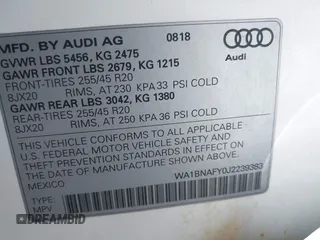 MFD. BY AUDI AG 0818
GVWR LBS 5456, KG 2475
GAWR FRONT LBS 2679, KG 1215
FRONT-TIRES 255/45 R20
8JX20 RIMS, AT 230 KPA 33 PSI COLD
GAWR REAR LBS 3042, KG 1380
REAR-TIRES 255/45 R20
8JX20 RIMS, AT 250 KPA 36 PSI COLD
Audi
THIS VEHICLE CONFORMS TO ALL APPLICABLE
U.S. FEDERAL MOTOR VEHICLE SAFETY AND
THEFT PREVENTION STANDARDS IN EFFECT
ON THE DATE OF MANUFACTURE SHOWN ABOVE
MEXICO WA1BNAFY0J2239383
TYPE:
MPV
DREAMBID